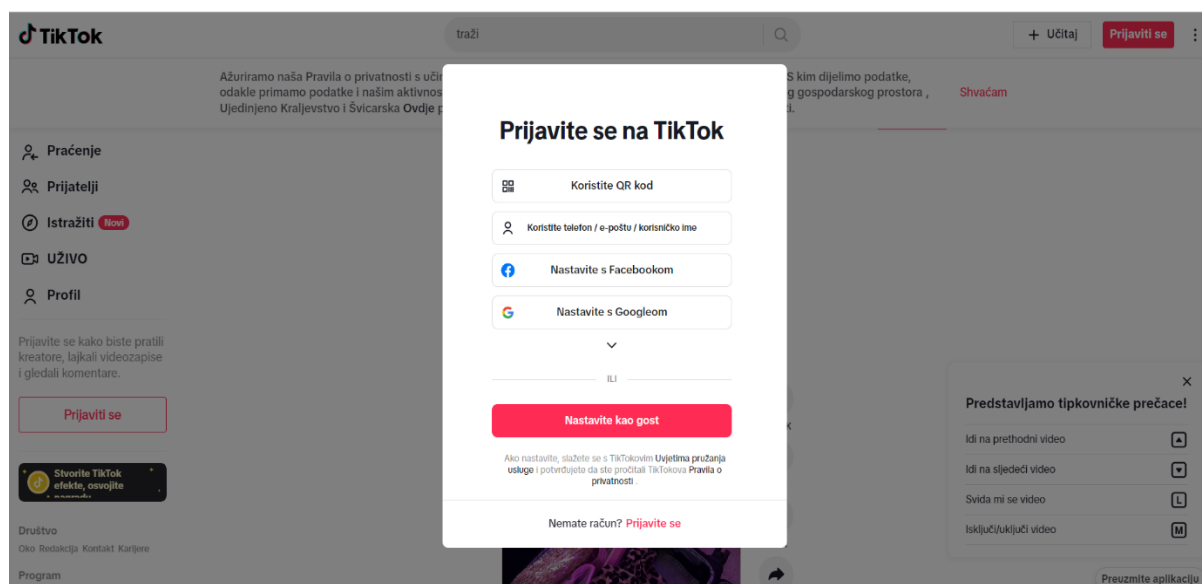 TikTok
traži
+ Učitaj
Prijaviti se
Ažuriramo naša Pravila o privatnosti s
S kim dijelimo podatke,
odakle primamo podatke i našim
gospodarskog prostora ,
Ujedinjeno Kraljevstvo i Švicarska Ovdje
Shvaćam
Praćenje
Prijatelji
Istražiti Novi
UŽIVO
Profil
Prijavite se kako biste pratili
kreatore, lajkali videozapise
i gledali komentare.
Prijaviti se
Stvorite TikTok
efekte, osvojite
Društvo
Oko Redakcija Kontakt Karijere
Program
Prijavite se na TikTok
Koristite QR kod
Koristite telefon / e-poštu / korisničko ime
Nastavite s Facebookom
Nastavite s Googleom
ILI
Nastavite kao gost
Ako nastavite, slažete se s TikTokovim Uvjetima pružanja
usluge i potvrđujete da ste pročitali TikTokova Pravila o
privatnosti .
Nemate račun? Prijavite se
Predstavljamo tipkovničke prečace!
Idi na prethodni video
Idi na sljedeći video
Sviđa mi se video
L
Isključi/uključi video
M
Preuzmite aplikaciju